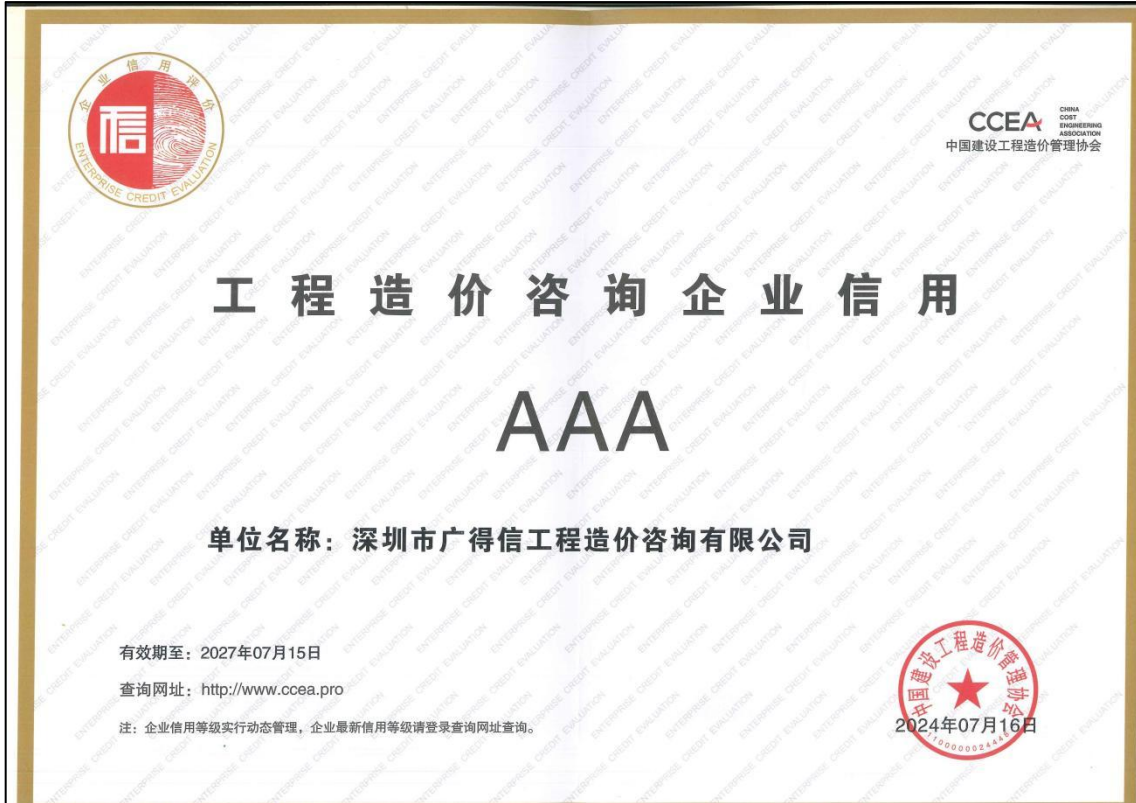 企业信用评价
信
ENTERPRISE CREDIT EVALUATION
CCEA
CHINA
COST
ENGINEERING
ASSOCIATION
中国建设工程造价管理协会
工程造价咨询企业信用
AAA
单位名称：深圳市广得信工程造价咨询有限公司
有效期至：2027年07月15日
查询网址：http://www.ccea.pro
注：企业信用等级实行动态管理，企业最新信用等级请登录查询网址查询。
中国建设工程造价管理协会
2024年07月16日